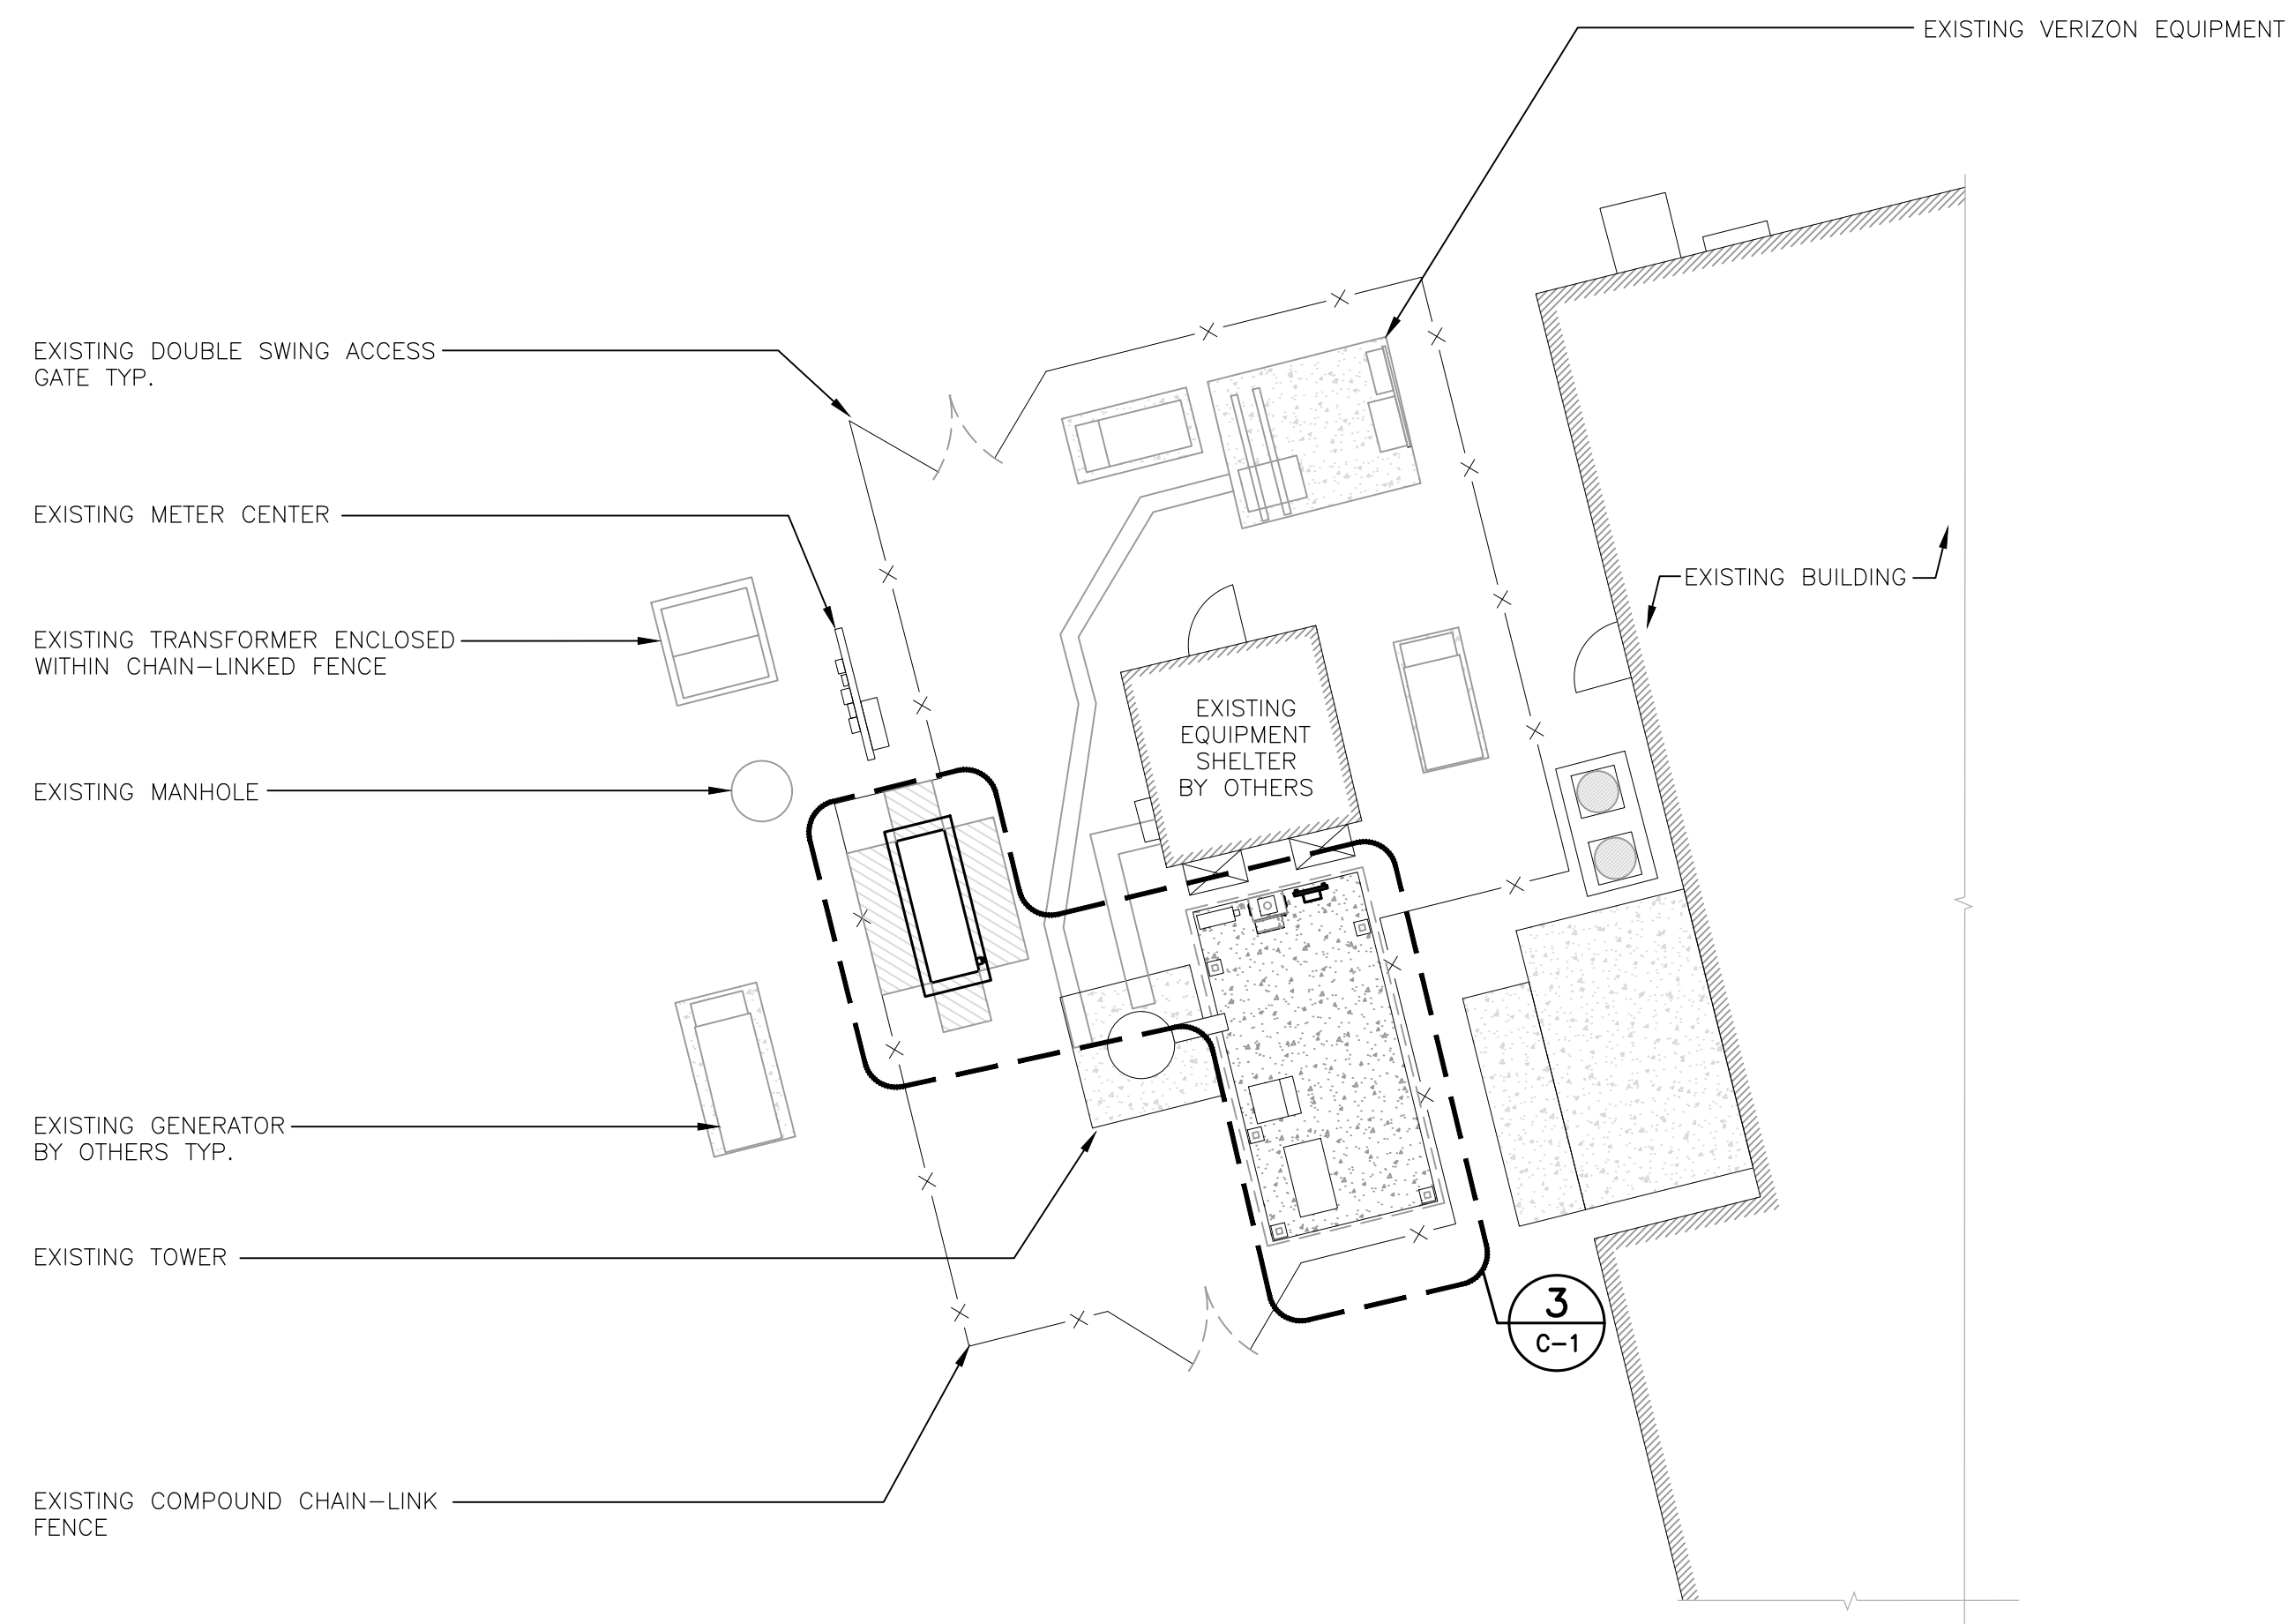 EXISTING VERIZON EQUIPMENT
EXISTING DOUBLE SWING ACCESS
GATE TYP.
EXISTING METER CENTER
EXISTING BUILDING
EXISTING TRANSFORMER ENCLOSED
WITHIN CHAIN-LINKED FENCE
EXISTING
EQUIPMENT
SHELTER
BY OTHERS
EXISTING MANHOLE
EXISTING GENERATOR
BY OTHERS TYP.
EXISTING TOWER
3
C-1
EXISTING COMPOUND CHAIN-LINK
FENCE